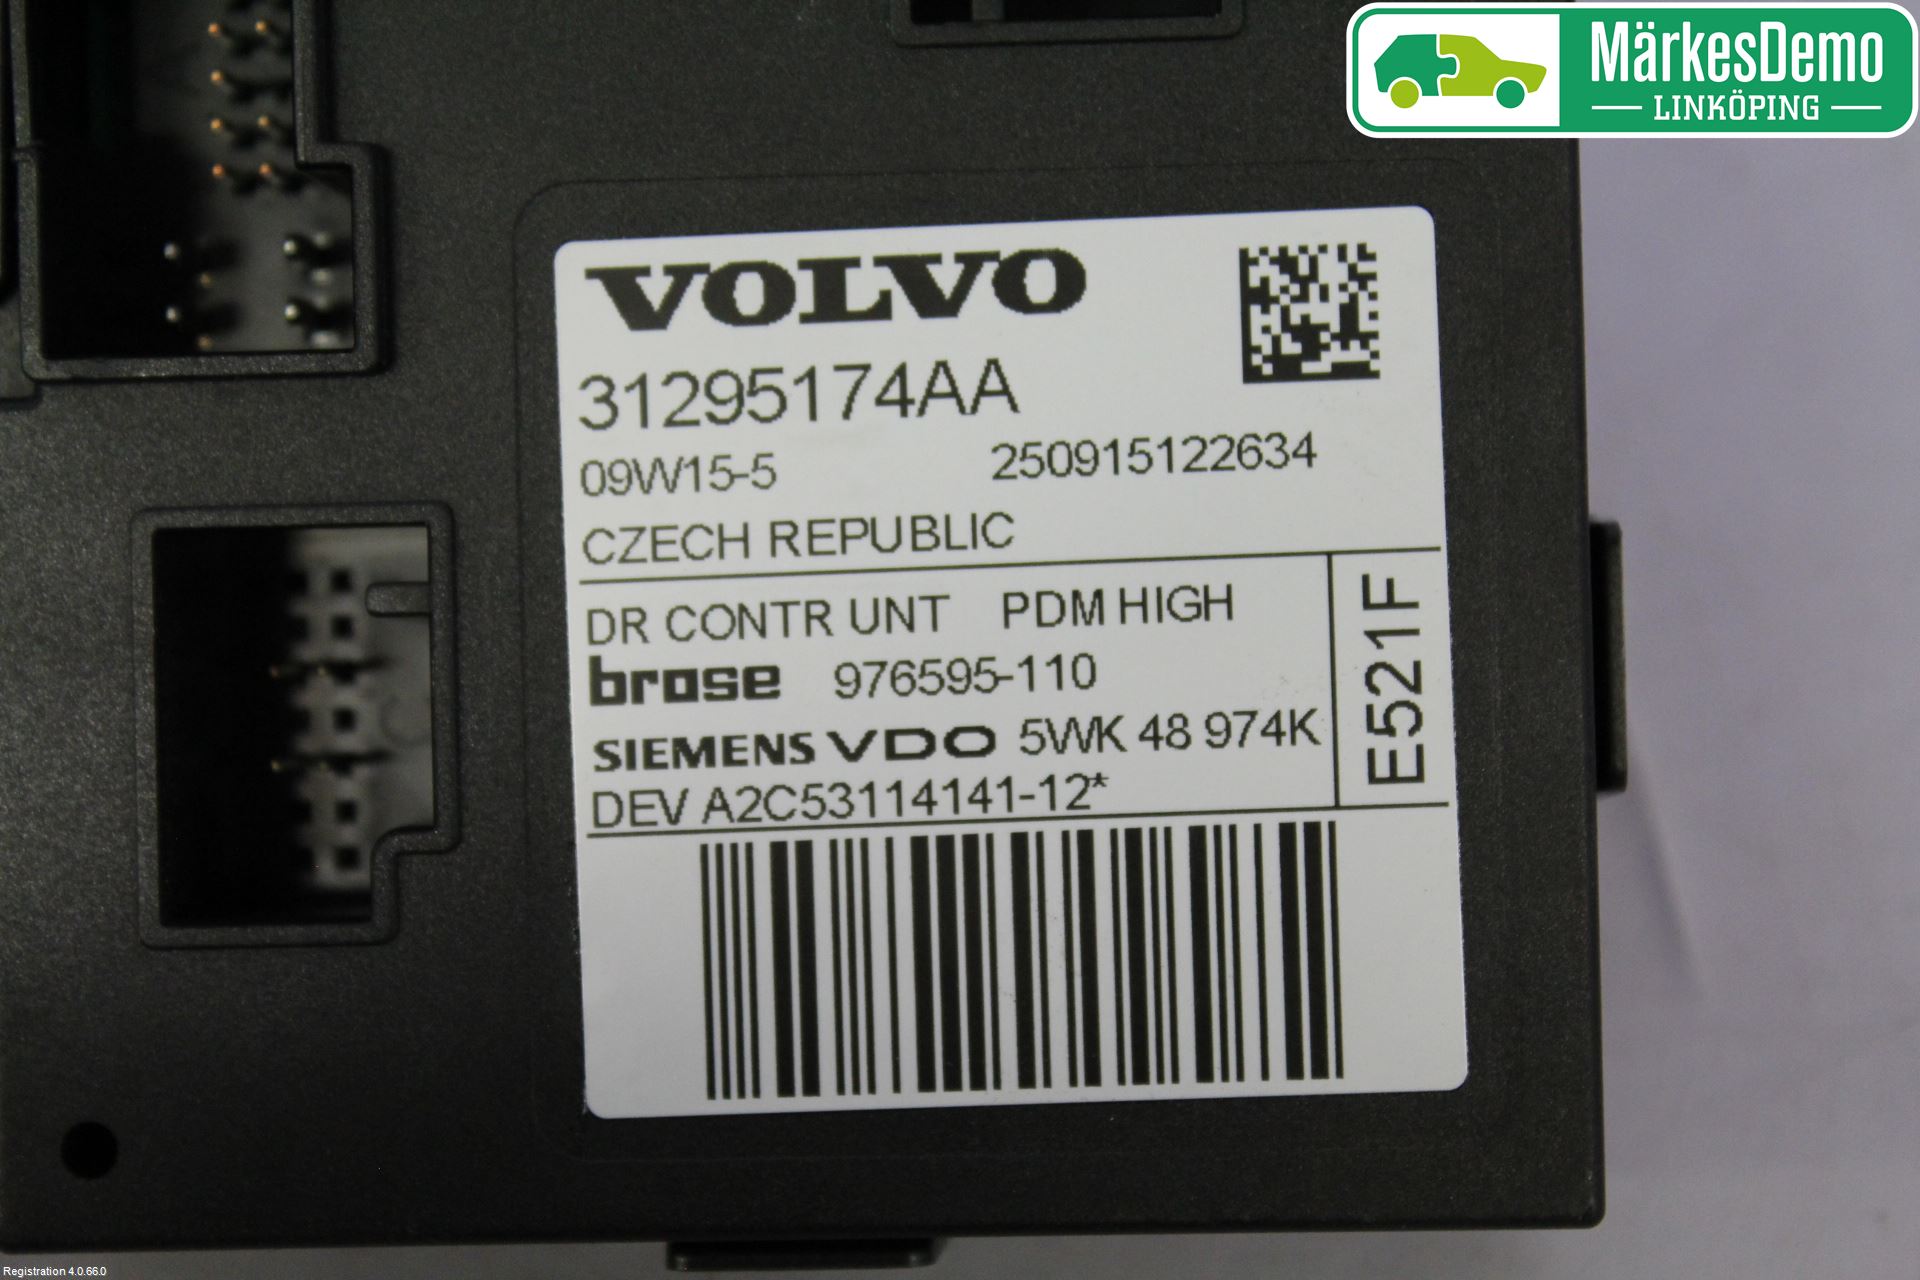 MärkesDemo
LINKÖPING
VOLVO
31295174AA
09W15-5 250915122634
CZECH REPUBLIC
DR CONTR UNT PDM HIGH
brose 976595-110
SIEMENS VDO 5WK 48 974K
DEV A2C53114141-12*
E521F
Registration 4.0.66.0